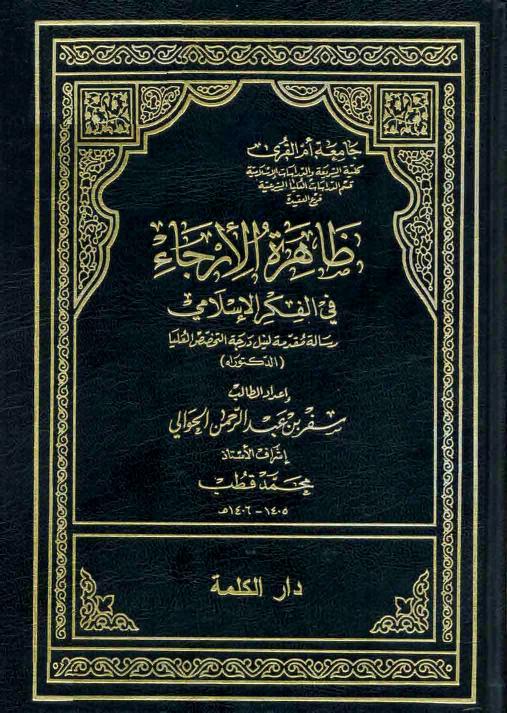 جامعة أم القرى
كلية الشريعة والدراسات الإسلامية
قسم الدراسات العليا الشرعية
فرع العقيدة
ظاهرة الأرجاء
في الفكر الإسلامي
رسالة مقدمة لنيل درجة التخصص العليا
(الدكتوراه)
إعداد الطالب
سفر بن عبد الرحمن الحوالي
إشراف الأستاذ
محمد قطب
١٤٠٥ - ١٤٠٦هـ
دار الكلمة